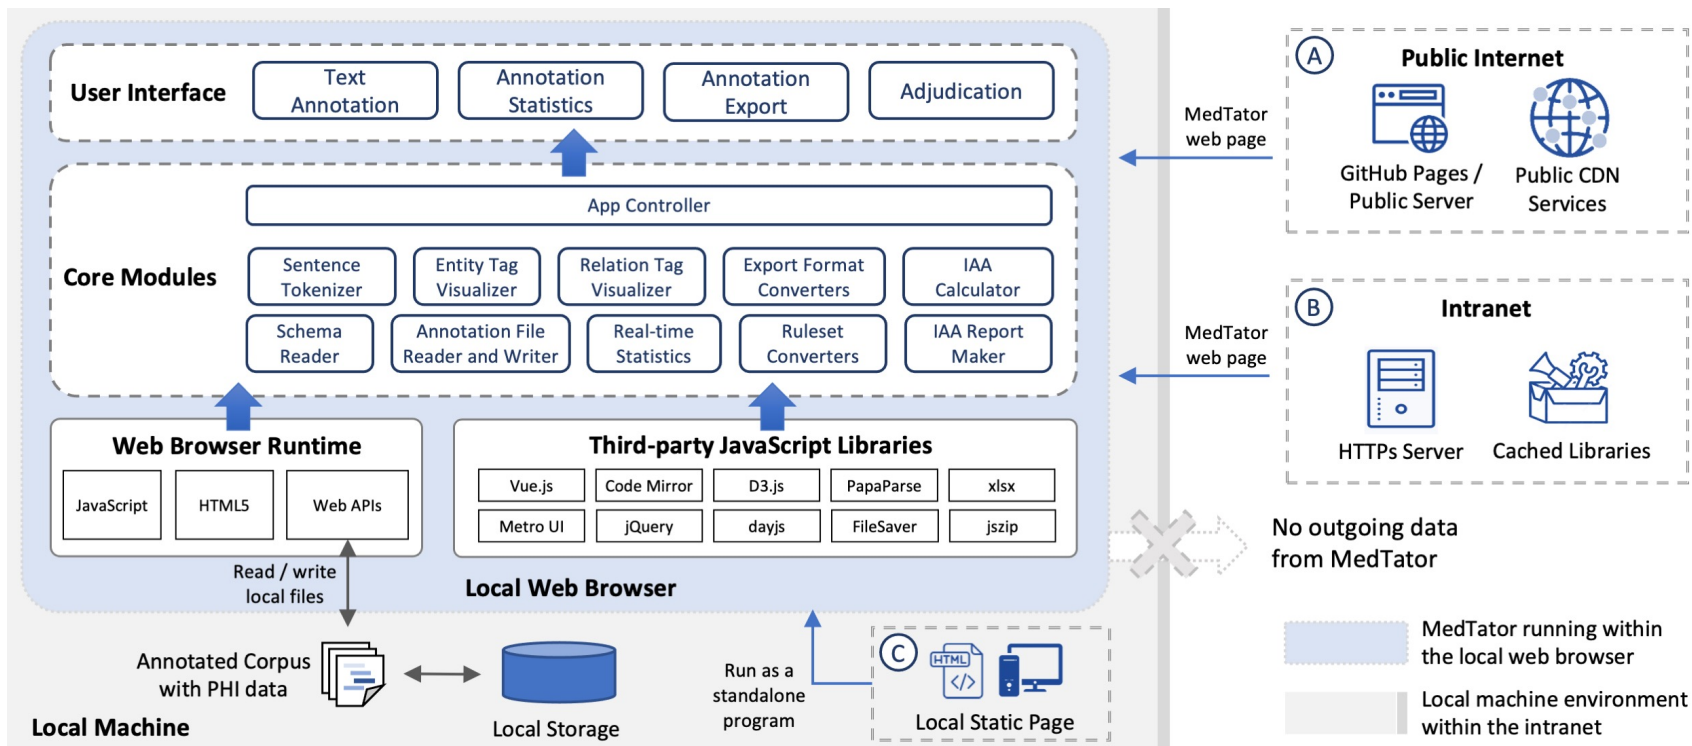 User Interface
Text
Annotation
Annotation
Statistics
Annotation
Export
Adjudication
Core Modules
App Controller
Sentence
Tokenizer
Entity Tag
Visualizer
Relation Tag
Visualizer
Export Format
Converters
IAA
Calculator
Schema
Reader
Annotation File
Reader and Writer
Real-time
Statistics
Ruleset
Converters
IAA Report
Maker
Web Browser Runtime
JavaScript
HTML5
Web APIs
Third-party JavaScript Libraries
Vue.js
Code Mirror
D3.js
PapaParse
xlsx
Metro UI
jQuery
dayjs
FileSaver
jszip
Read / write
local files
Local Web Browser
Annotated Corpus
with PHI data
Local Storage
Local Machine
Run as a
standalone
program
C
HTML
</>
Local Static Page
MedTator
web page
A
Public Internet
GitHub Pages /
Public Server
Public CDN
Services
MedTator
web page
B
Intranet
HTTPs Server
Cached Libraries
No outgoing data
from MedTator
MedTator running within
the local web browser
Local machine environment
within the intranet